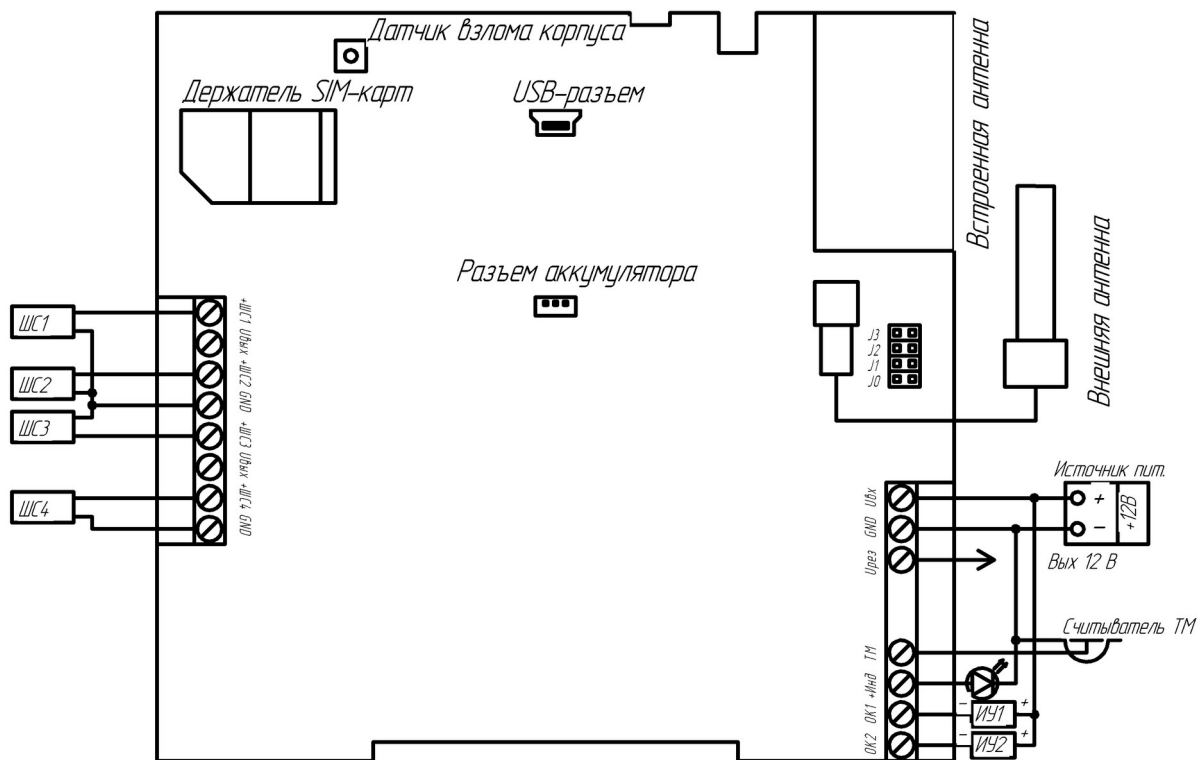 Датчик взлома корпуса
Держатель SIM-карт
USB-разъем
Встроенная антенна
Внешняя антенна
Разъем аккумулятора
J3
J2
J1
J0
ШС1
ШС2
ШС3
ШС4
+ШС1 Uвых +ШС2 GND
+ШС3 Uвых +ШС4 GND
Uвх
GND
Uрез
ТМ
+Инд
ОК1
ОК2
Источник пит.
+
−
+12В
Вых 12 В
Считыватель ТМ
− ИУ1 +
− ИУ2 +